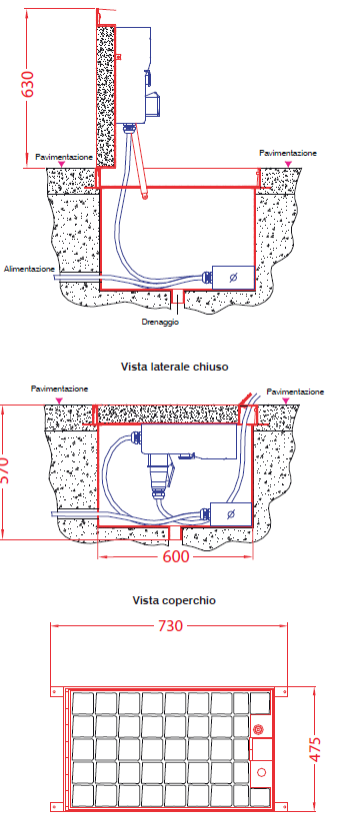 630
Pavimentazione
Pavimentazione
Alimentazione
Drenaggio
Vista laterale chiuso
Pavimentazione
Pavimentazione
570
600
Vista coperchio
730
475